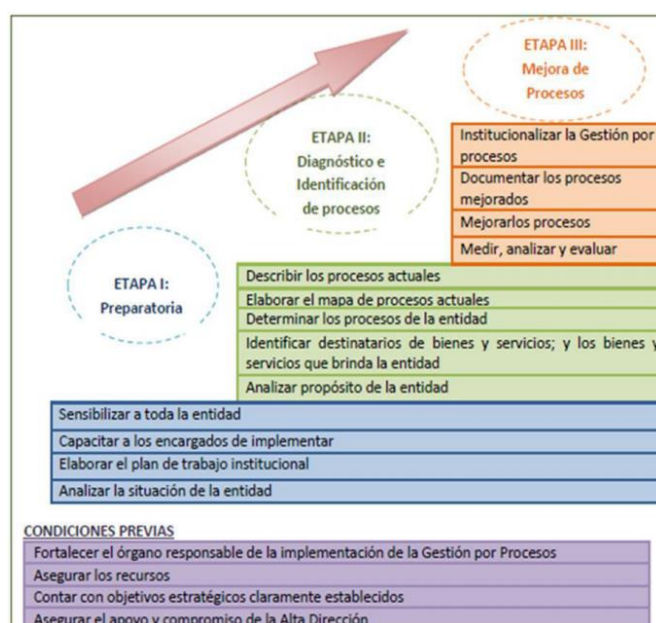 ETAPA III:
Mejora de
Procesos
ETAPA II:
Diagnóstico e
Identificación
de procesos
ETAPA I:
Preparatoria
Institucionalizar la Gestión por
procesos
Documentar los procesos
mejorados
Mejorarlos procesos
Medir, analizar y evaluar
Describir los procesos actuales
Elaborar el mapa de procesos actuales
Determinar los procesos de la entidad
Identificar destinatarios de bienes y servicios; y los bienes y
servicios que brinda la entidad
Analizar propósito de la entidad
Sensibilizar a toda la entidad
Capacitar a los encargados de implementar
Elaborar el plan de trabajo institucional
Analizar la situación de la entidad
CONDICIONES PREVIAS
Fortalecer el órgano responsable de la implementación de la Gestión por Procesos
Asegurar los recursos
Contar con objetivos estratégicos claramente establecidos
Asegurar el apoyo y compromiso de la Alta Dirección